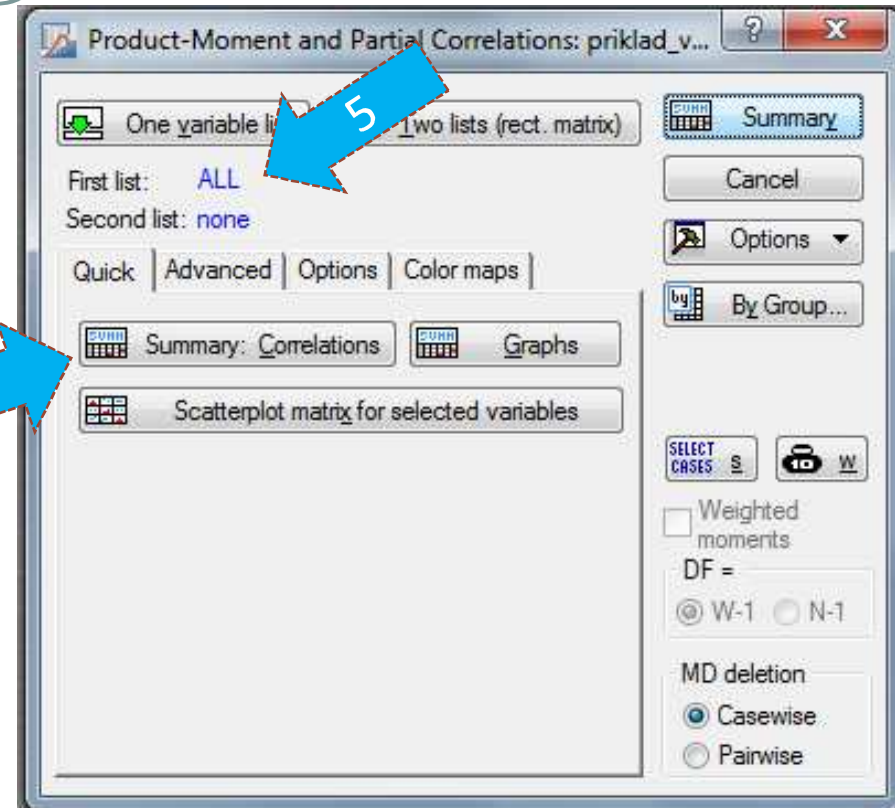 Product-Moment and Partial Correlations: priklad_v...
One variable li
5
Two lists (rect. matrix)
First list: ALL
Second list: none
Quick
Advanced
Options
Color maps
Summary: Correlations
Graphs
Scatterplot matrix for selected variables
Summary
Cancel
Options
By Group...
SELECT
CASES
S
W
Weighted
moments
DF =
W-1
N-1
MD deletion
Casewise
Pairwise